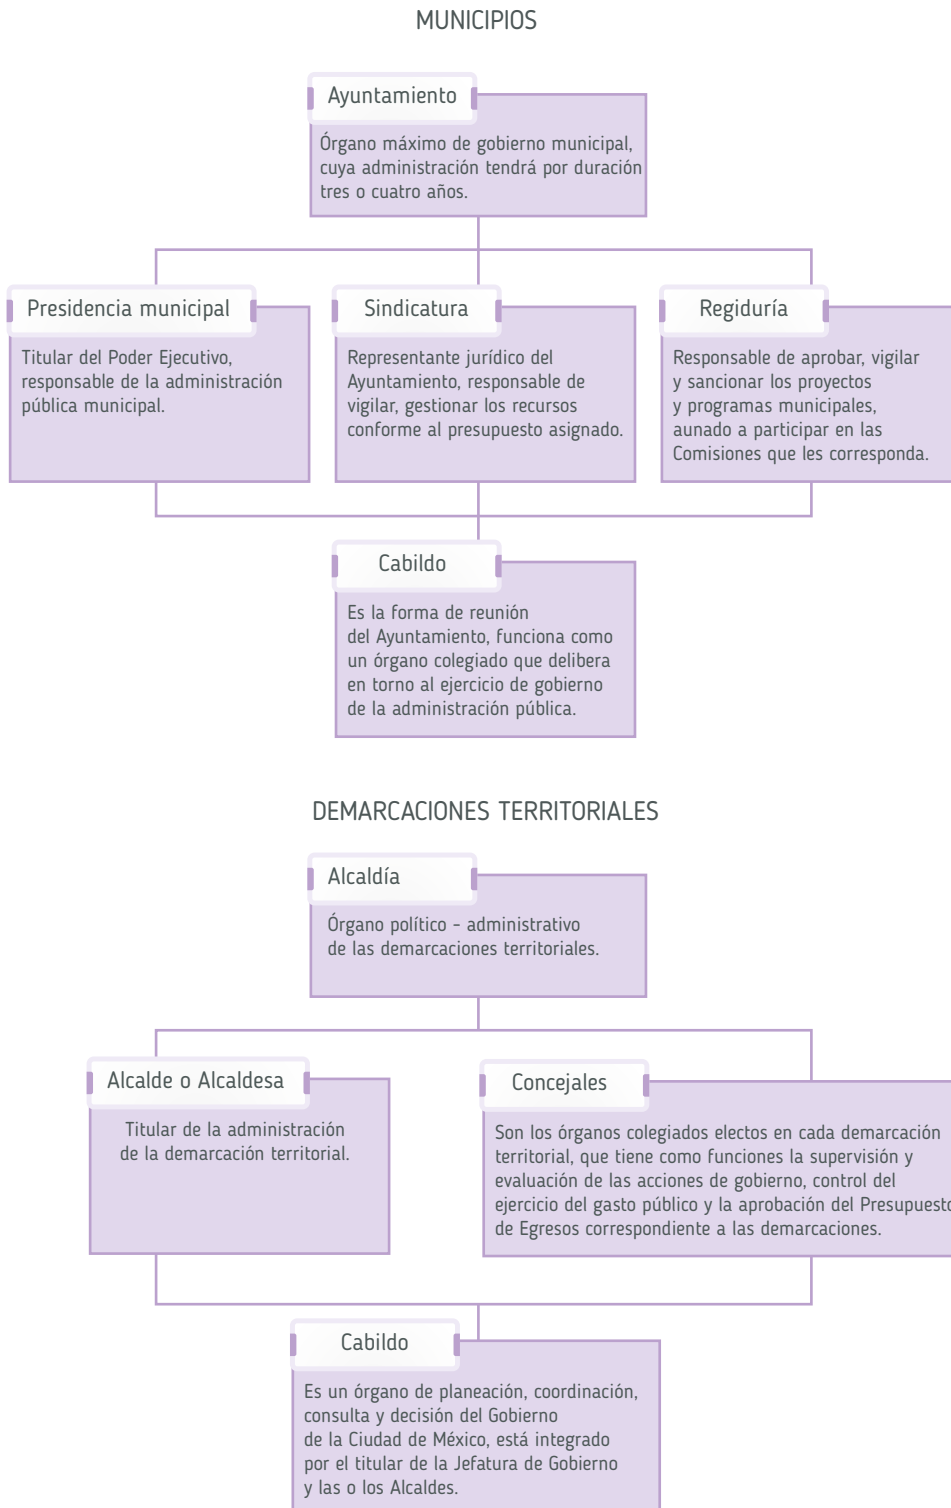 MUNICIPIOS
Ayuntamiento
Órgano máximo de gobierno municipal,
cuya administración tendrá por duración
tres o cuatro años.
Presidencia municipal
Titular del Poder Ejecutivo,
responsable de la administración
pública municipal.
Sindicatura
Representante jurídico del
Ayuntamiento, responsable de
vigilar, gestionar los recursos
conforme al presupuesto asignado.
Regiduría
Responsable de aprobar, vigilar
y sancionar los proyectos
y programas municipales,
aunado a participar en las
Comisiones que les corresponda.
Cabildo
Es la forma de reunión
del Ayuntamiento, funciona como
un órgano colegiado que delibera
en torno al ejercicio de gobierno
de la administración pública.
DEMARCACIONES TERRITORIALES
Alcaldía
Órgano político - administrativo
de las demarcaciones territoriales.
Alcalde o Alcaldesa
Titular de la administración
de la demarcación territorial.
Concejales
Son los órganos colegiados electos en cada demarcación
territorial, que tiene como funciones la supervisión y
evaluación de las acciones de gobierno, control del
ejercicio del gasto público y la aprobación del Presupuesto
de Egresos correspondiente a las demarcaciones.
Cabildo
Es un órgano de planeación, coordinación,
consulta y decisión del Gobierno
de la Ciudad de México, está integrado
por el titular de la Jefatura de Gobierno
y las o los Alcaldes.